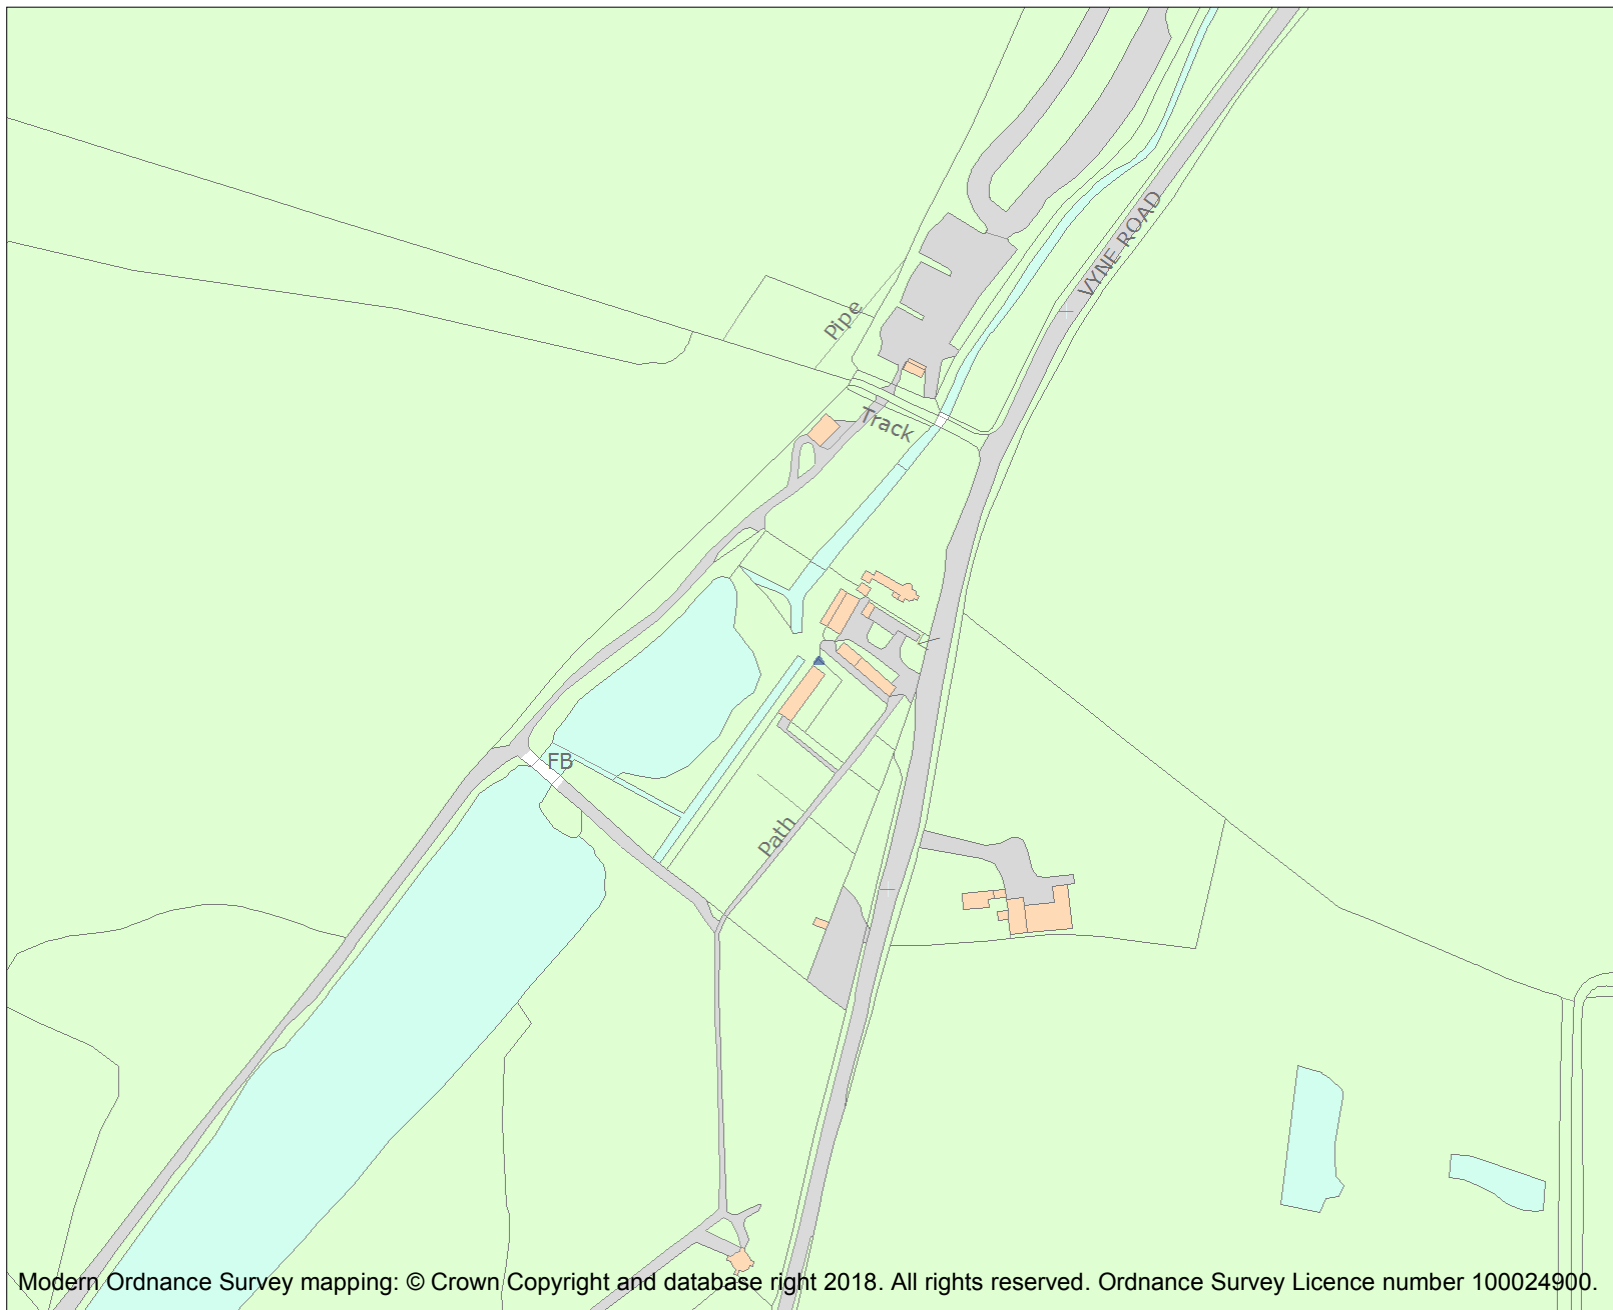 VYNE ROAD
Pipe
Track
FB
Path
Modern Ordnance Survey mapping: © Crown Copyright and database right 2018. All rights reserved. Ordnance Survey Licence number 100024900.